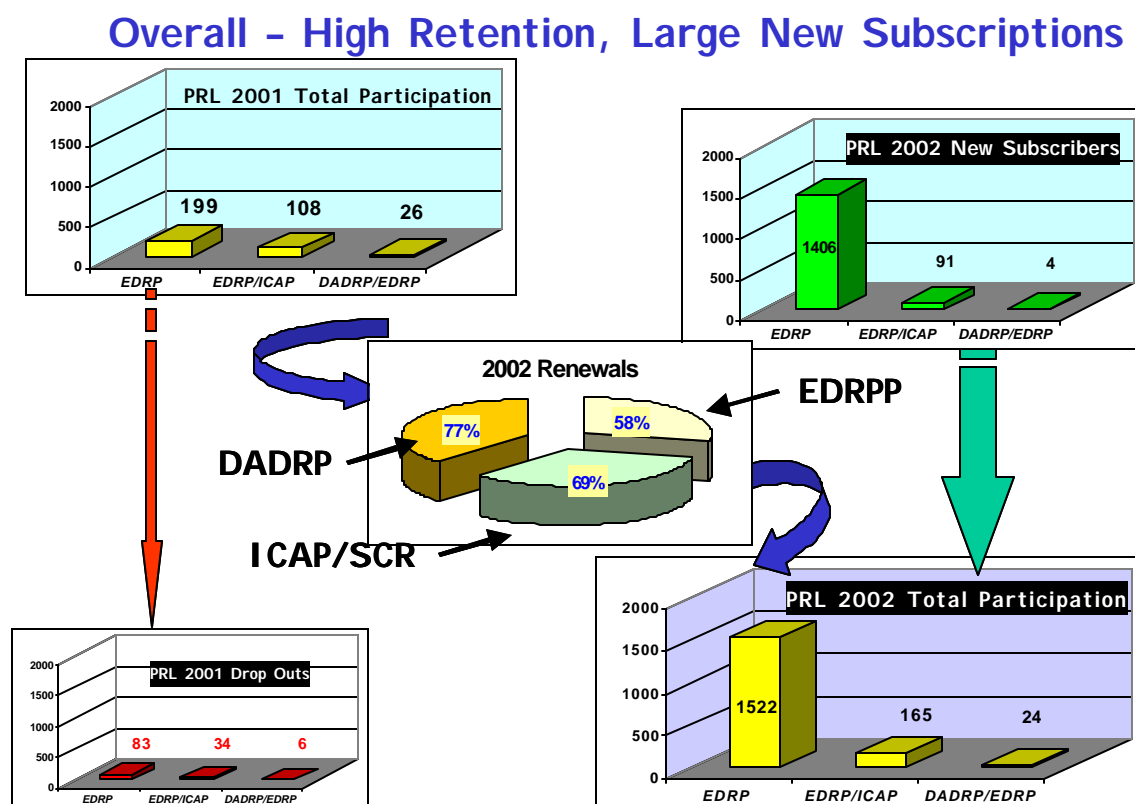 Overall – High Retention, Large New Subscriptions
PRL 2001 Total Participation
2000
1500
1000
500
0
199 108 26
EDRP EDRP/ICAP DADRP/EDRP
PRL 2002 New Subscribers
2000
1500
1000
500
0
1406 91 4
EDRP EDRP/ICAP DADRP/EDRP
2002 Renewals
EDRPP
58%
77%
69%
DADRP
ICAP/SCR
PRL 2001 Drop Outs
2000
1500
1000
500
0
83 34 6
EDRP EDRP/ICAP DADRP/EDRP
PRL 2002 Total Participation
2000
1500
1000
500
0
1522 165 24
EDRP EDRP/ICAP DADRP/EDRP